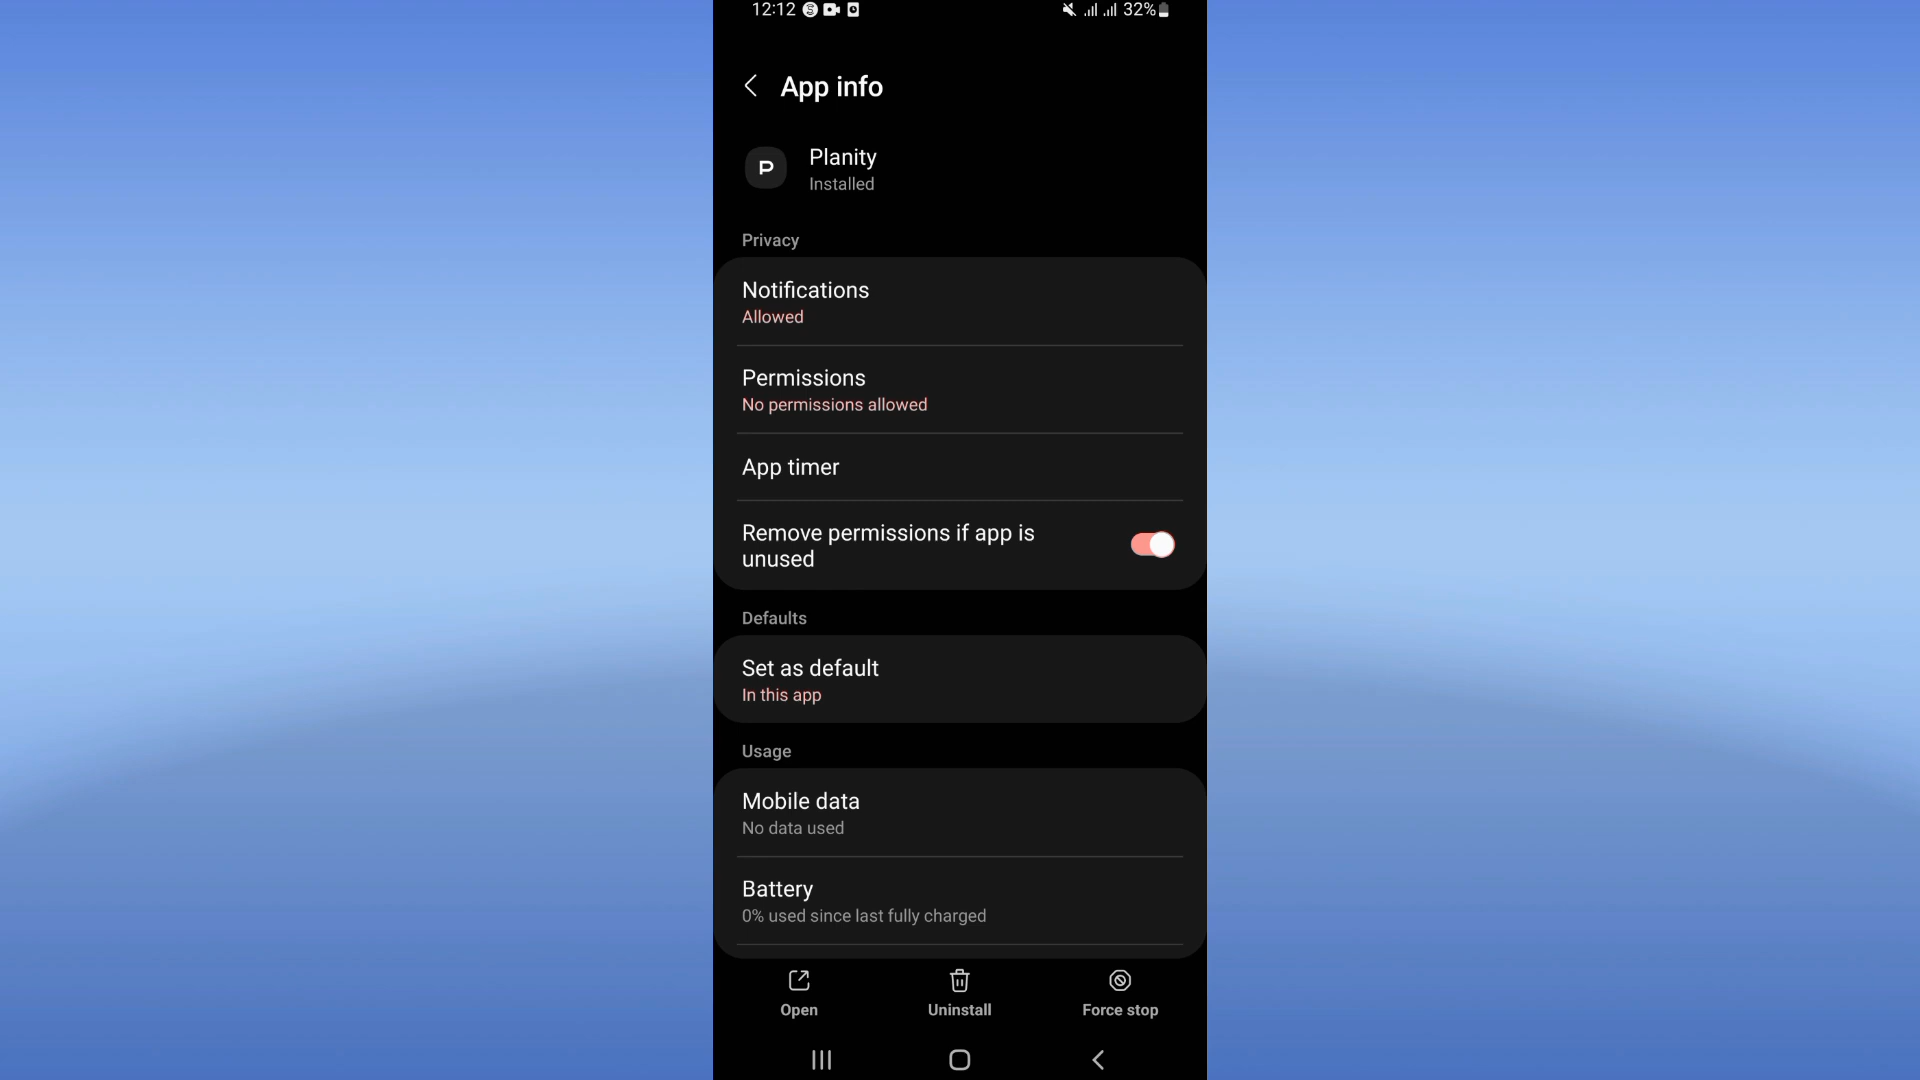 12:12 32%
App info
P
Planity
Installed
Privacy
Notifications
Allowed
Permissions
No permissions allowed
App timer
Remove permissions if app is
unused
Defaults
Set as default
In this app
Usage
Mobile data
No data used
Battery
0% used since last fully charged
Open Uninstall Force stop